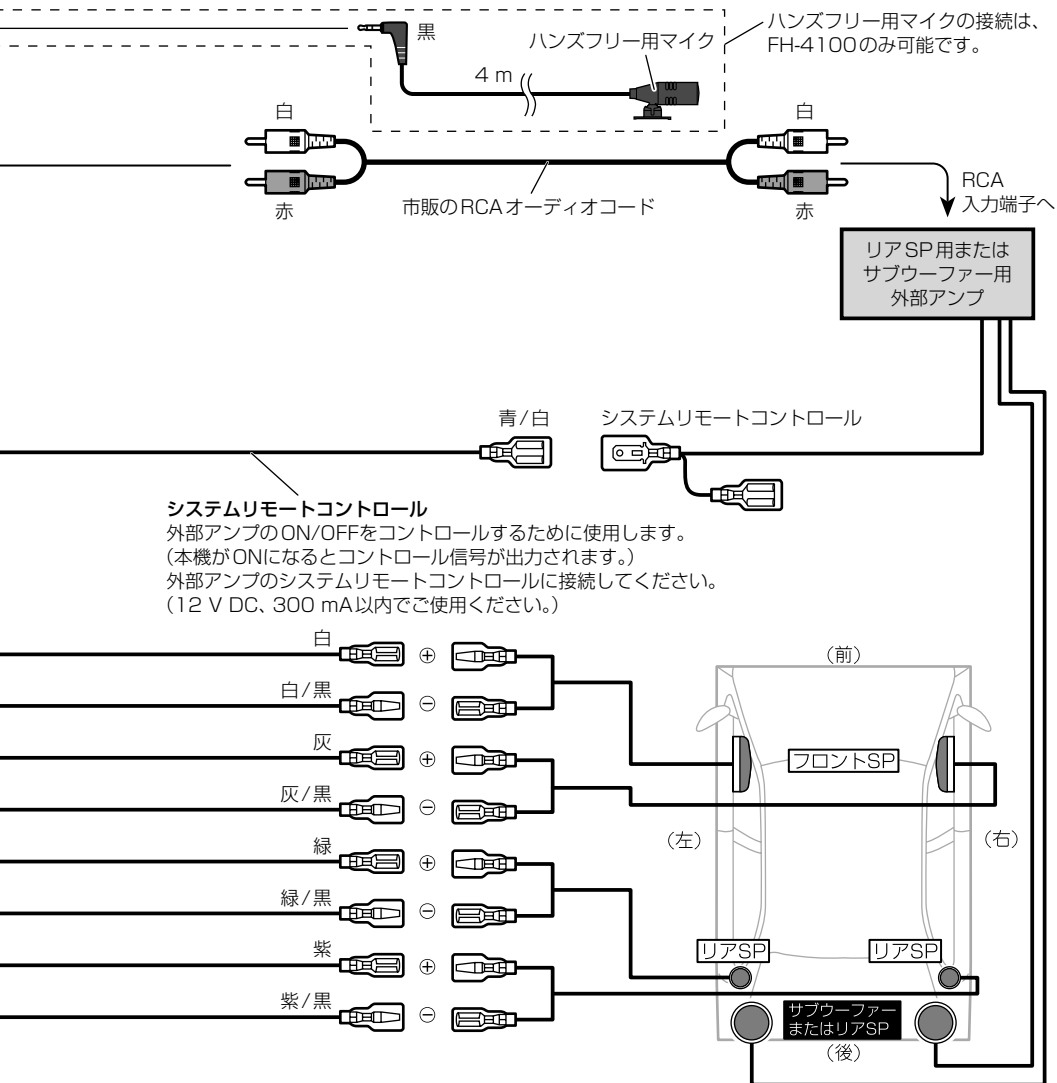 黒
ハンズフリー用マイク
ハンズフリー用マイクの接続は、
FH-4100のみ可能です。
4 m
白
白
赤
市販のRCAオーディオコード
赤
RCA
入力端子へ
リアSP用または
サブウーファー用
外部アンプ
青/白
システムリモートコントロール
システムリモートコントロール
外部アンプのON/OFFをコントロールするために使用します。
(本機がONになるとコントロール信号が出力されます。)
外部アンプのシステムリモートコントロールに接続してください。
(12 V DC、300 mA以内でご使用ください。)
白
⊕
白/黒
⊖
灰
⊕
灰/黒
⊖
緑
⊕
緑/黒
⊖
紫
⊕
紫/黒
⊖
(前)
フロントSP
(左)
(右)
リアSP
リアSP
サブウーファー
またはリアSP
(後)